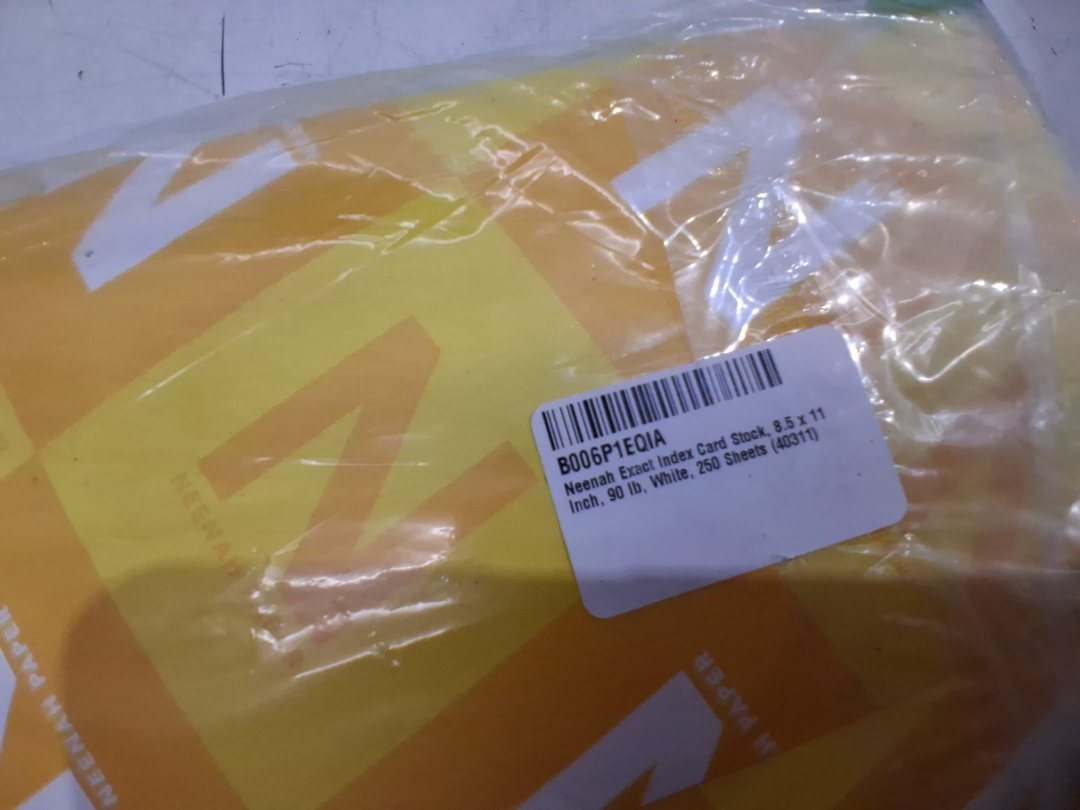 B006P1EQIA
Neenah Exact Index Card Stock, 8.5 x 11
Inch, 90 lb, White, 250 Sheets (40311)
NEENAH
NEENAH PAPER
H PAPER